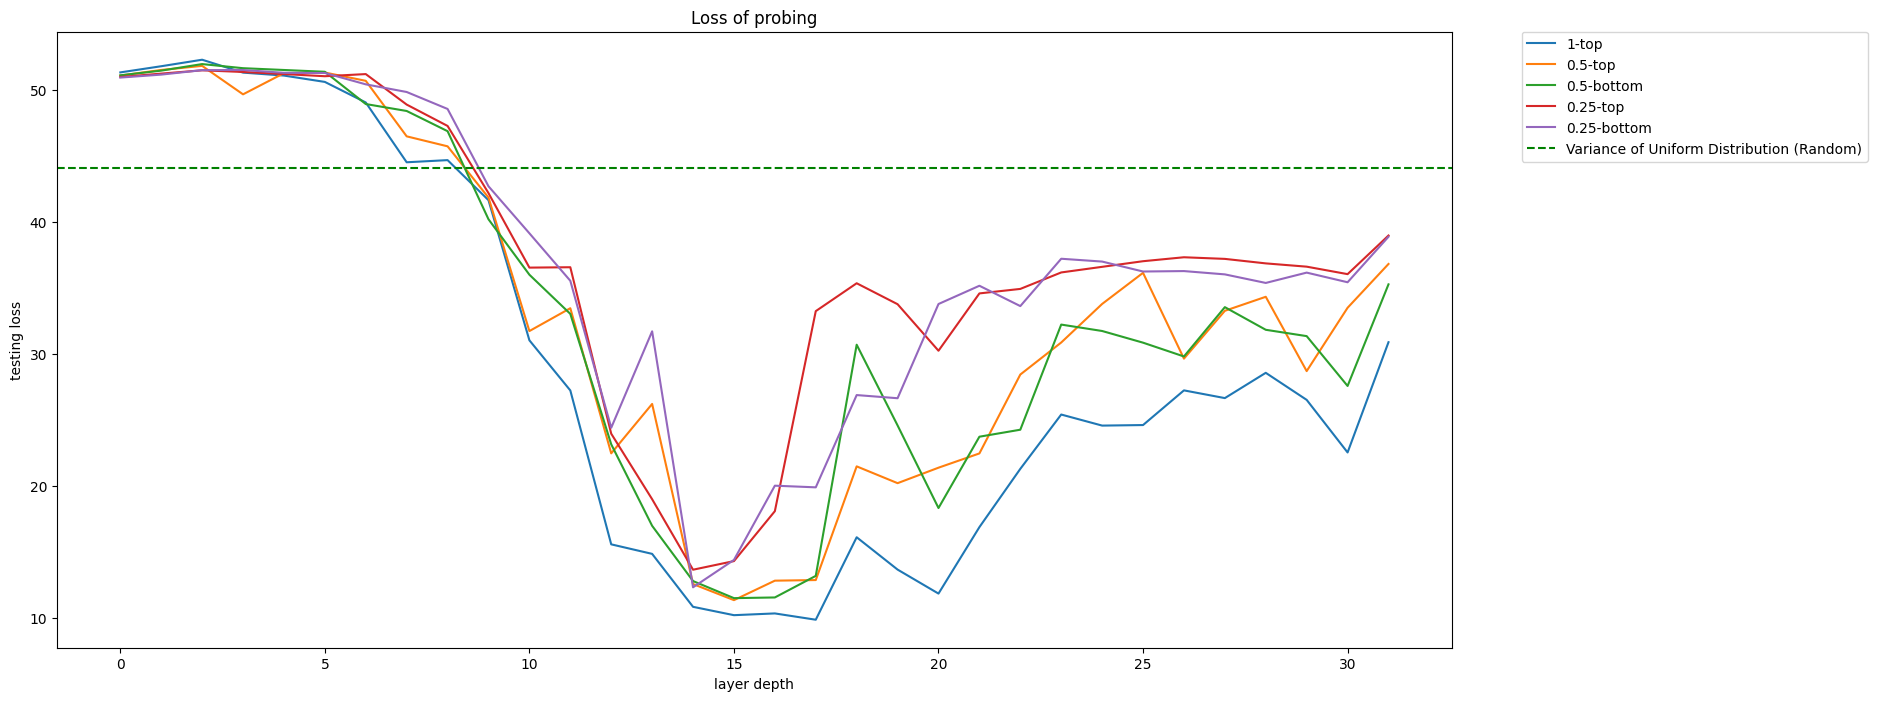 Loss of probing
1-top
0.5-top
0.5-bottom
0.25-top
0.25-bottom
Variance of Uniform Distribution (Random)
testing loss
50
40
30
20
10
0
5
10
15
20
25
30
layer depth